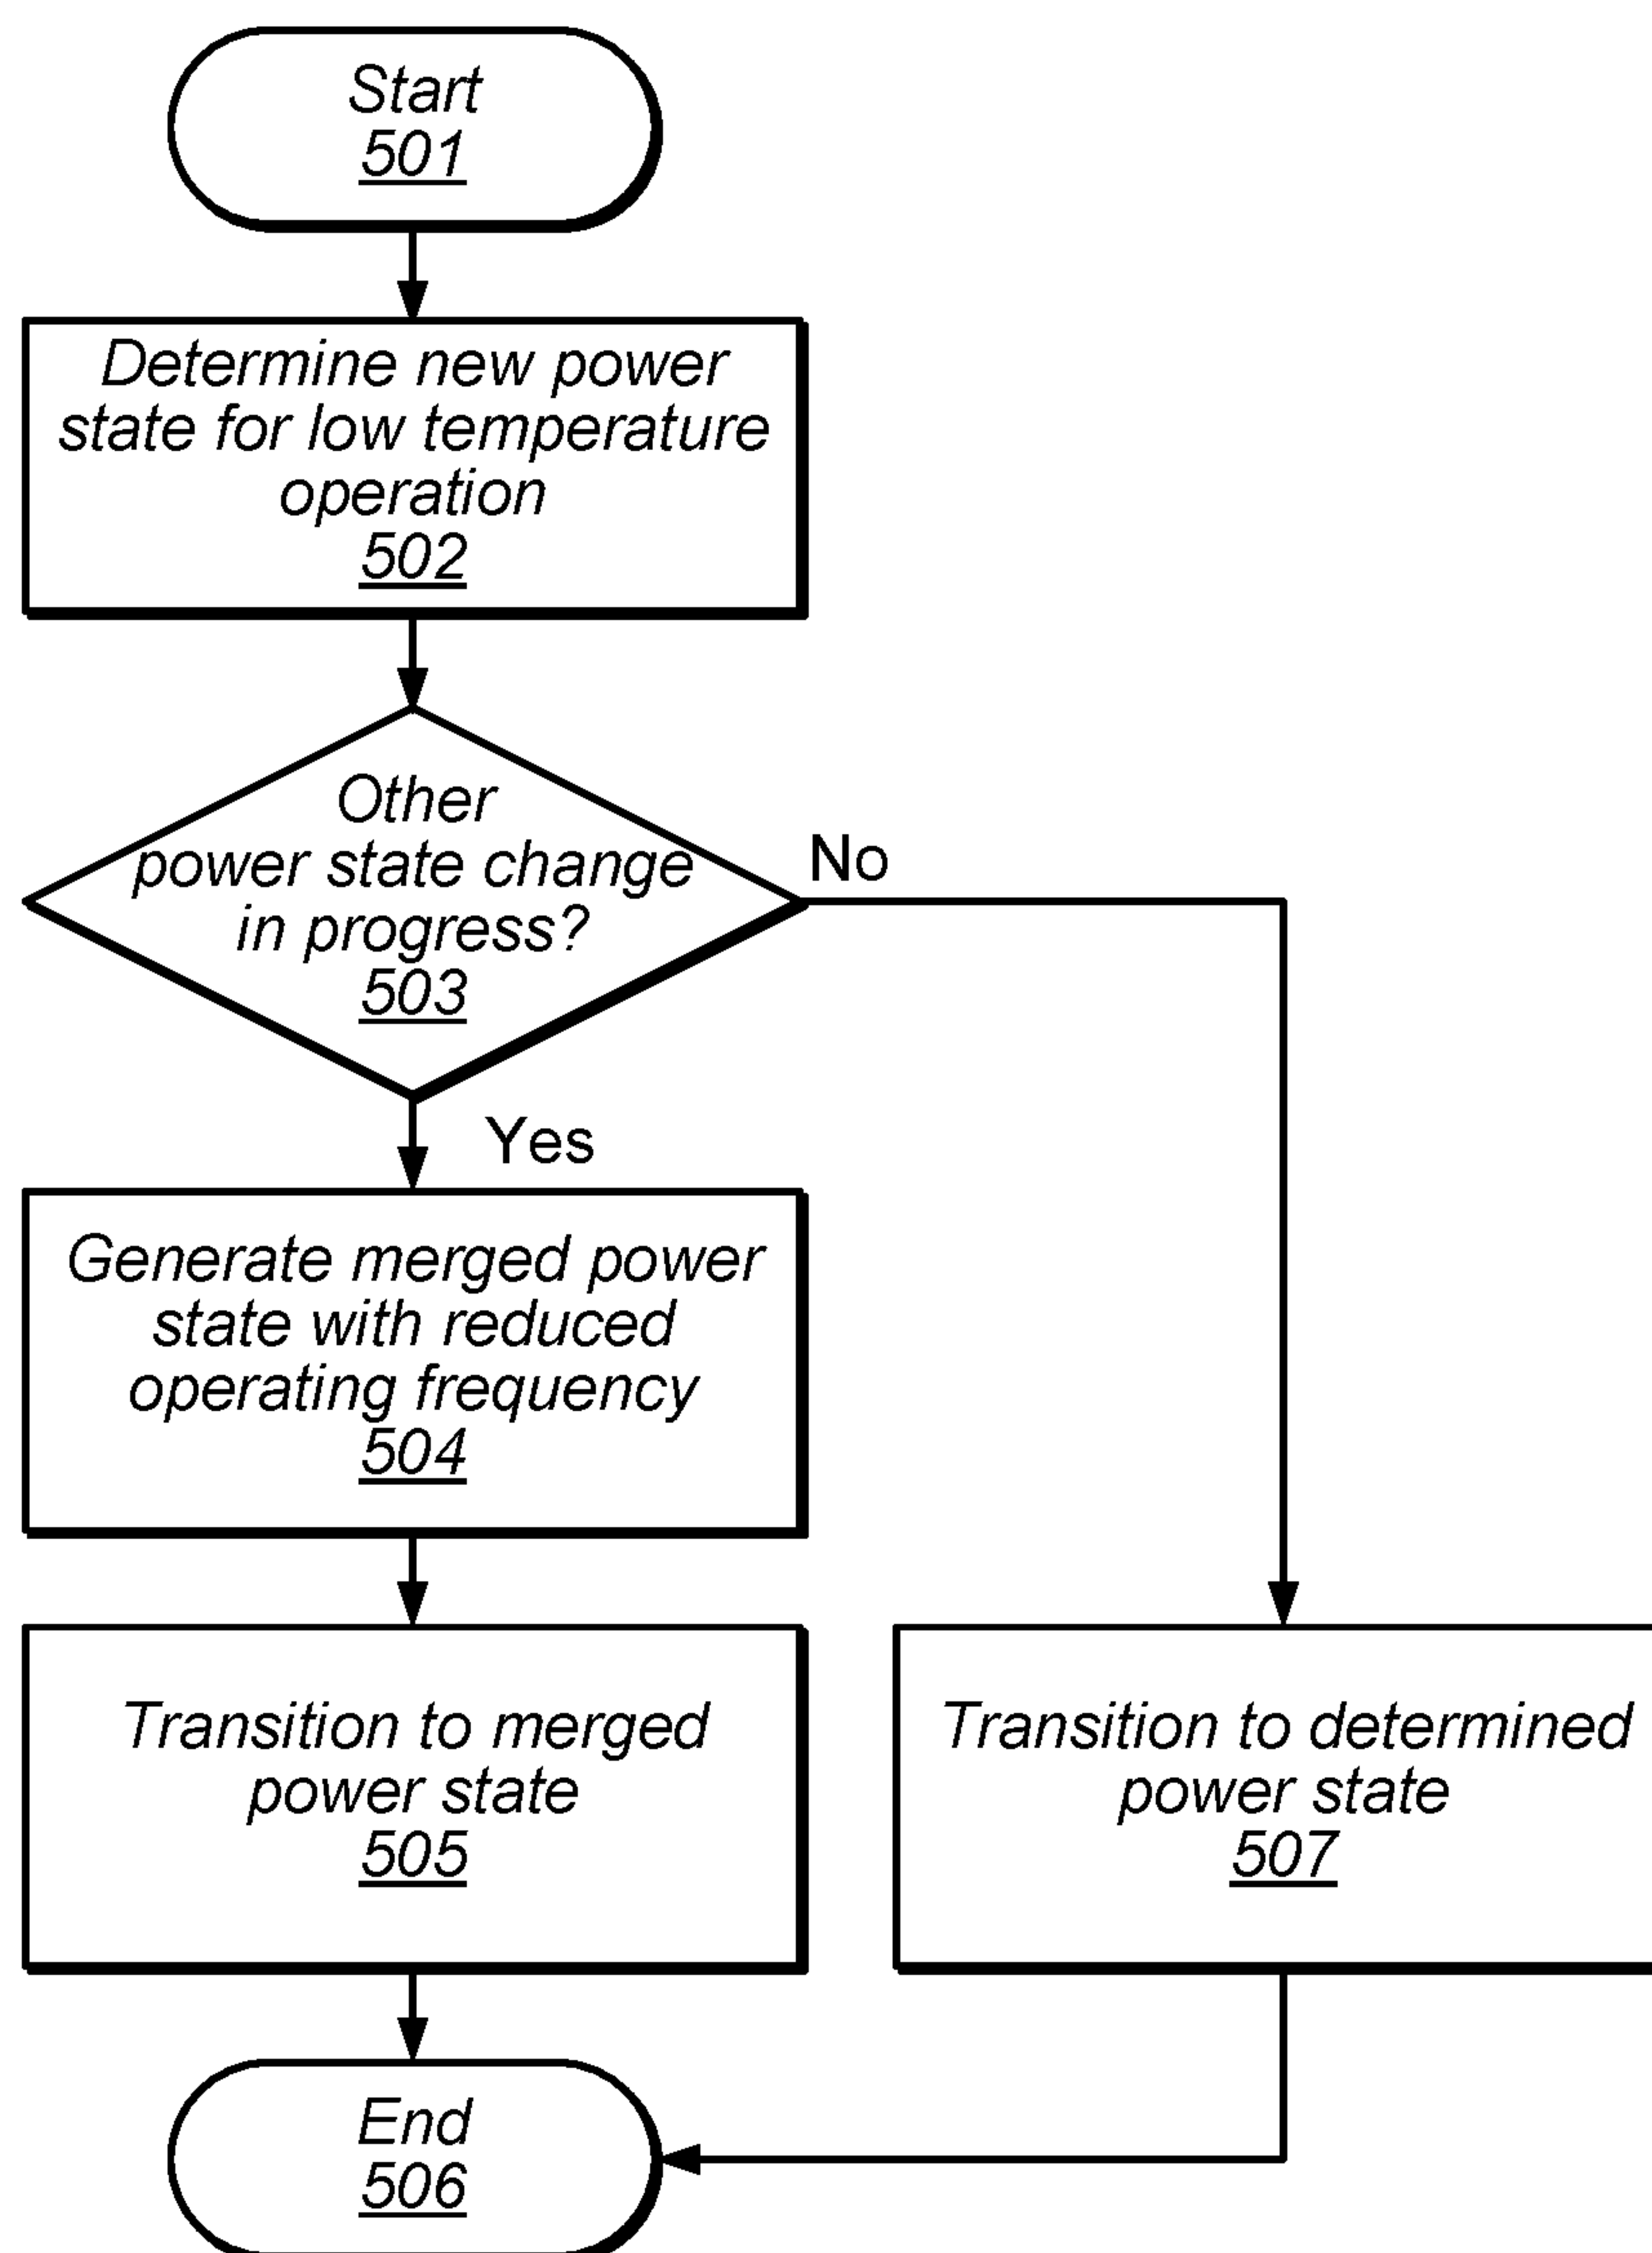 Start
501
Determine new power
state for low temperature
operation
502
Other
power state change
in progress?
503
No
Yes
Generate merged power
state with reduced
operating frequency
504
Transition to merged
power state
505
Transition to determined
power state
507
End
506